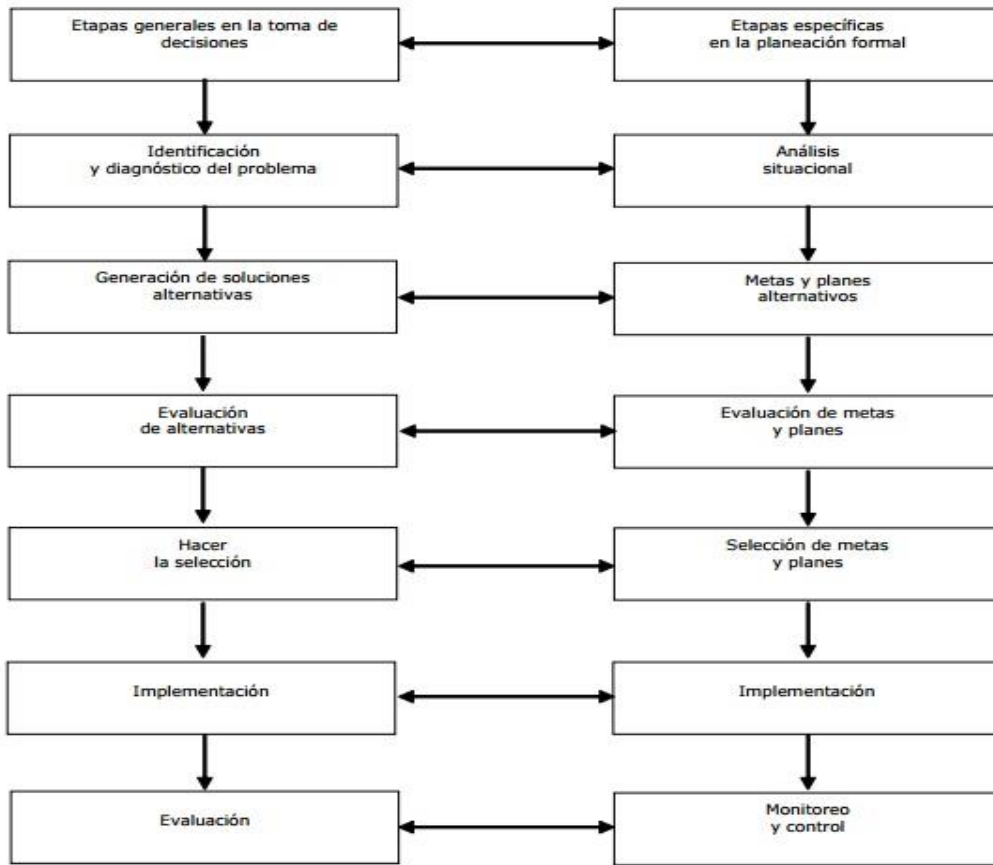 Etapas generales en la toma de
decisiones
Etapas específicas
en la planeación formal
Identificación
y diagnóstico del problema
Análisis
situacional
Generación de soluciones
alternativas
Metas y planes
alternativos
Evaluación
de alternativas
Evaluación de metas
y planes
Hacer
la selección
Selección de metas
y planes
Implementación
Implementación
Evaluación
Monitoreo
y control